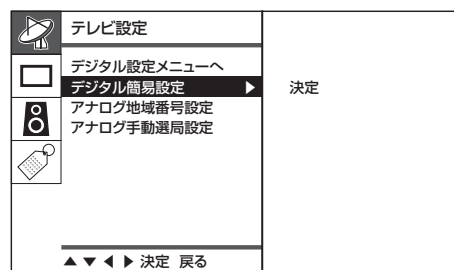 テレビ設定
デジタル設定メニューへ
デジタル簡易設定 ▶ 決定
アナログ地域番号設定
アナログ手動選局設定
▲ ▼ ◀ ▶ 決定 戻る